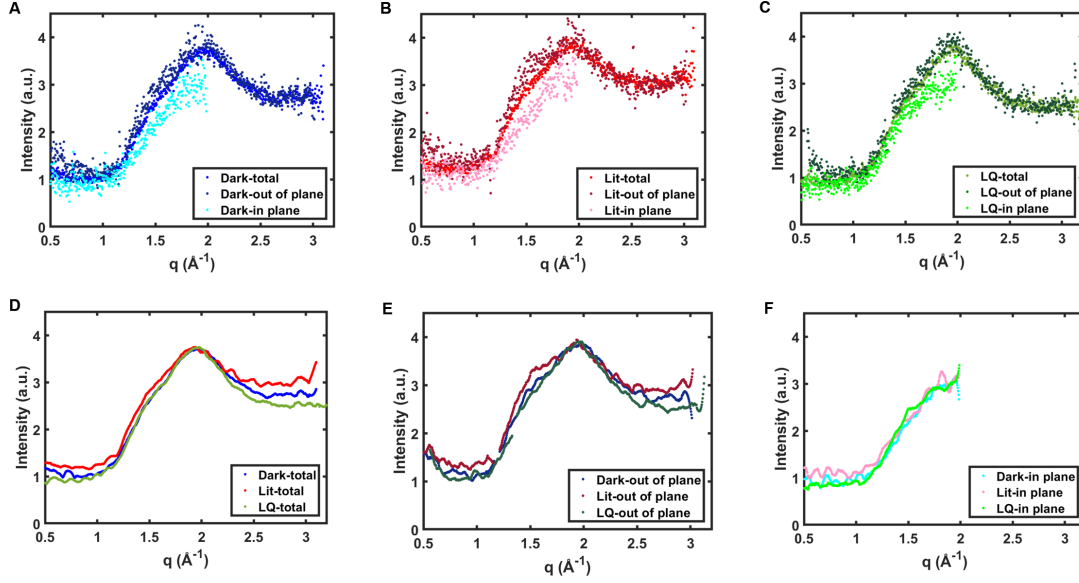 A
Intensity (a.u.)
4
3
2
1
0
0.5
1
1.5
2
2.5
3
q (Å⁻¹)
Dark-total
Dark-out of plane
Dark-in plane
B
Intensity (a.u.)
4
3
2
1
0
0.5
1
1.5
2
2.5
3
q (Å⁻¹)
Lit-total
Lit-out of plane
Lit-in plane
C
Intensity (a.u.)
4
3
2
1
0
0.5
1
1.5
2
2.5
3
q (Å⁻¹)
LQ-total
LQ-out of plane
LQ-in plane
D
Intensity (a.u.)
4
3
2
1
0
0.5
1
1.5
2
2.5
3
q (Å⁻¹)
Dark-total
Lit-total
LQ-total
E
Intensity (a.u.)
4
3
2
1
0
0.5
1
1.5
2
2.5
3
q (Å⁻¹)
Dark-out of plane
Lit-out of plane
LQ-out of plane
F
Intensity (a.u.)
4
3
2
1
0
0.5
1
1.5
2
2.5
3
q (Å⁻¹)
Dark-in plane
Lit-in plane
LQ-in plane